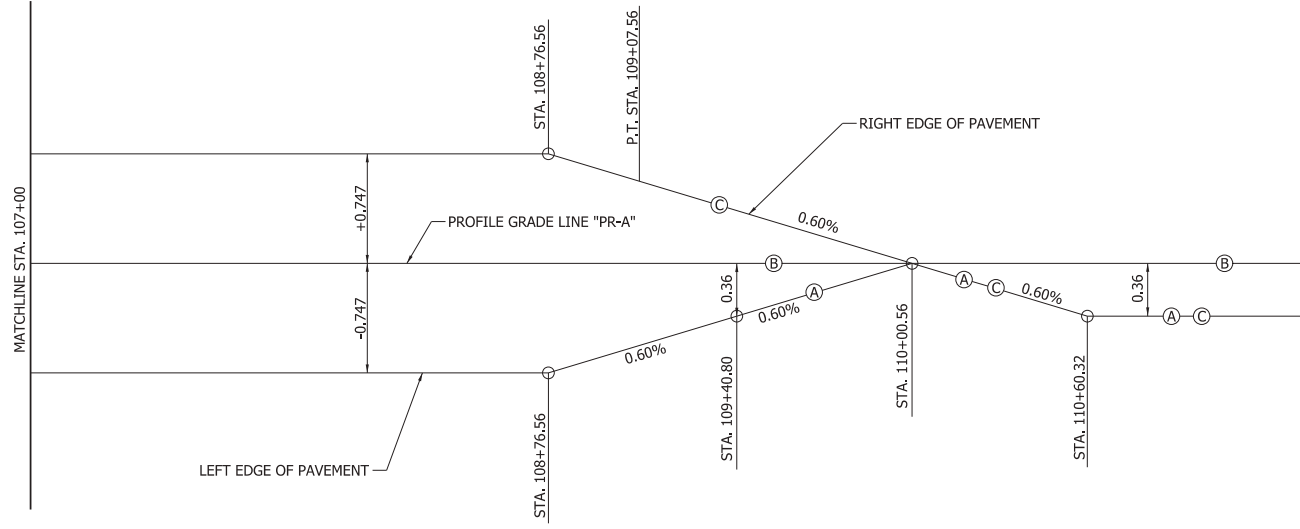 STA. 108+76.56
P.T. STA. 109+07.56
RIGHT EDGE OF PAVEMENT
MATCHLINE STA. 107+00
+0.747
C
0.60%
PROFILE GRADE LINE "PR-A"
B
B
-0.747
0.36
A
0.60%
A
C
0.60%
0.36
A
C
0.60%
STA. 109+40.80
STA. 110+00.56
STA. 110+60.32
LEFT EDGE OF PAVEMENT
STA. 108+76.56